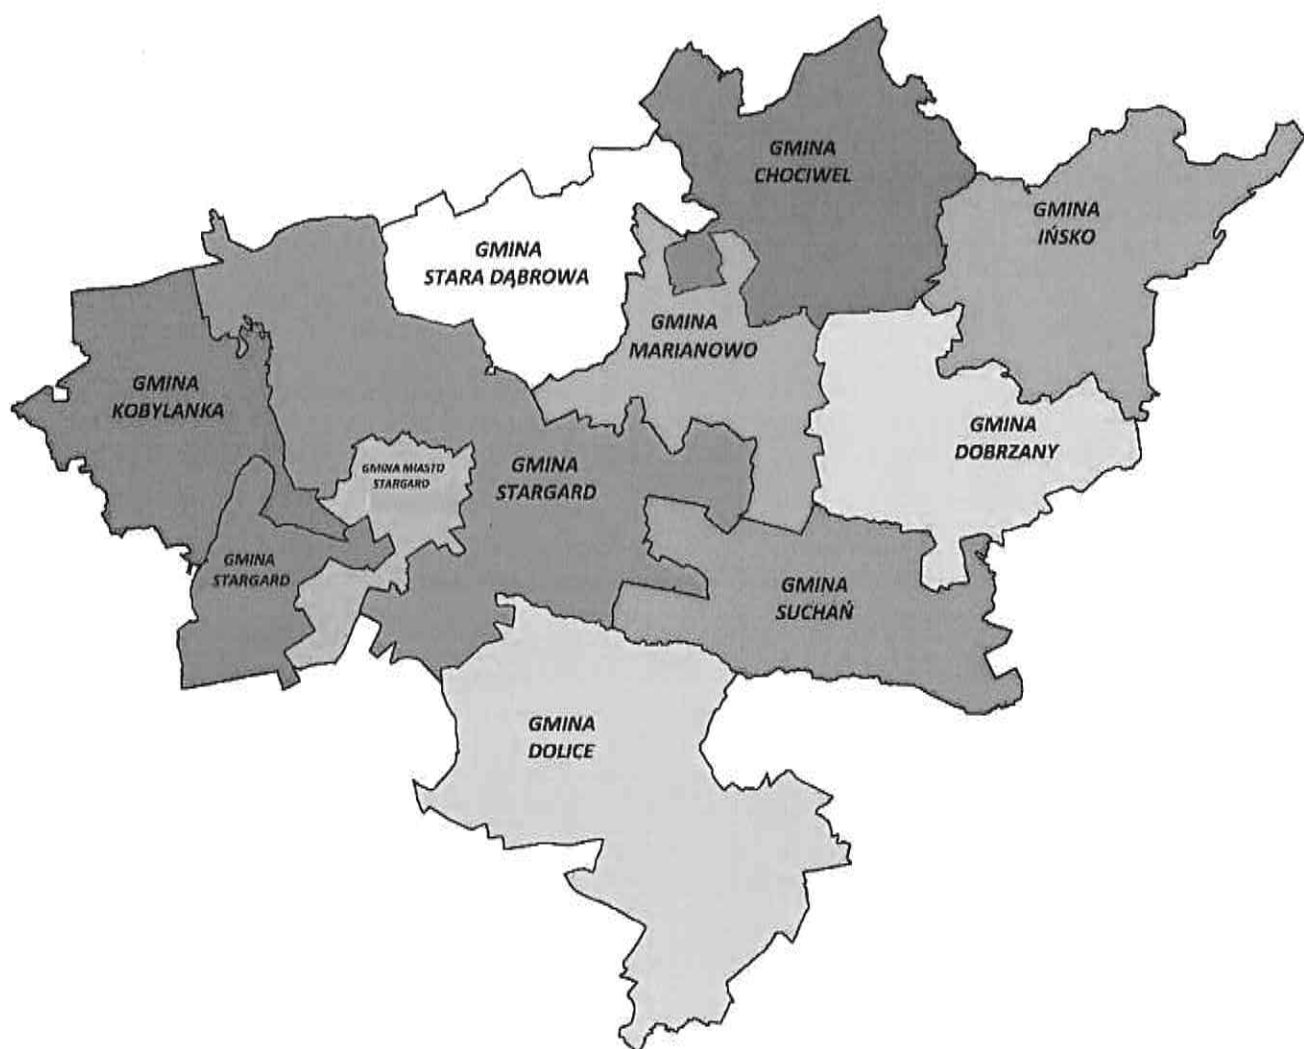 GMINA
CHOCIWEL
GMINA
IŃSKO
GMINA
STARA DĄBROWA
GMINA
MARIANOWO
GMINA
KOBYLANKA
GMINA
DOBRZANY
GMINA MIASTO
STARGARD
GMINA
STARGARD
GMINA
STARGARD
GMINA
SUCHAŃ
GMINA
DOLICE